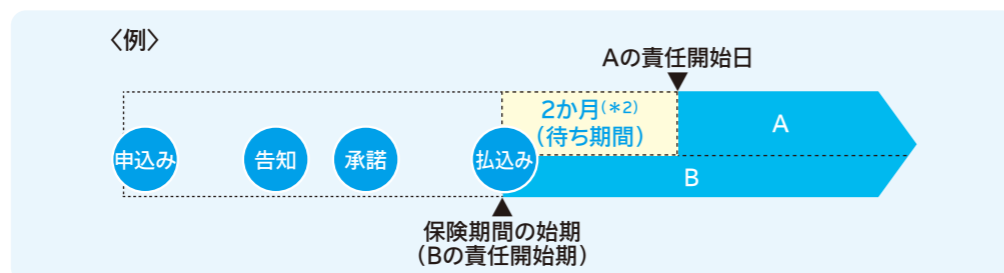 〈例〉
Aの責任開始日
2か月(*2)
(待ち期間)
A
申込み
告知
承諾
払込み
B
保険期間の始期
(Bの責任開始期)